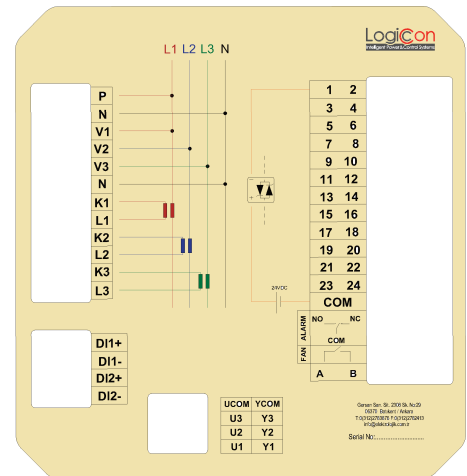 LogiCon
Intelligent Power&Control Systems
L1 L2 L3 N
P
N
V1
V2
V3
N
K1
L1
K2
L2
K3
L3
1 2
3 4
5 6
7 8
9 10
11 12
13 14
15 16
17 18
19 20
21 22
23 24
COM
24VDC
ALARM
NO NC
COM
FAN
A B
DI1+
DI1-
DI2+
DI2-
UCOM YCOM
U3 Y3
U2 Y2
U1 Y1
Serial No: